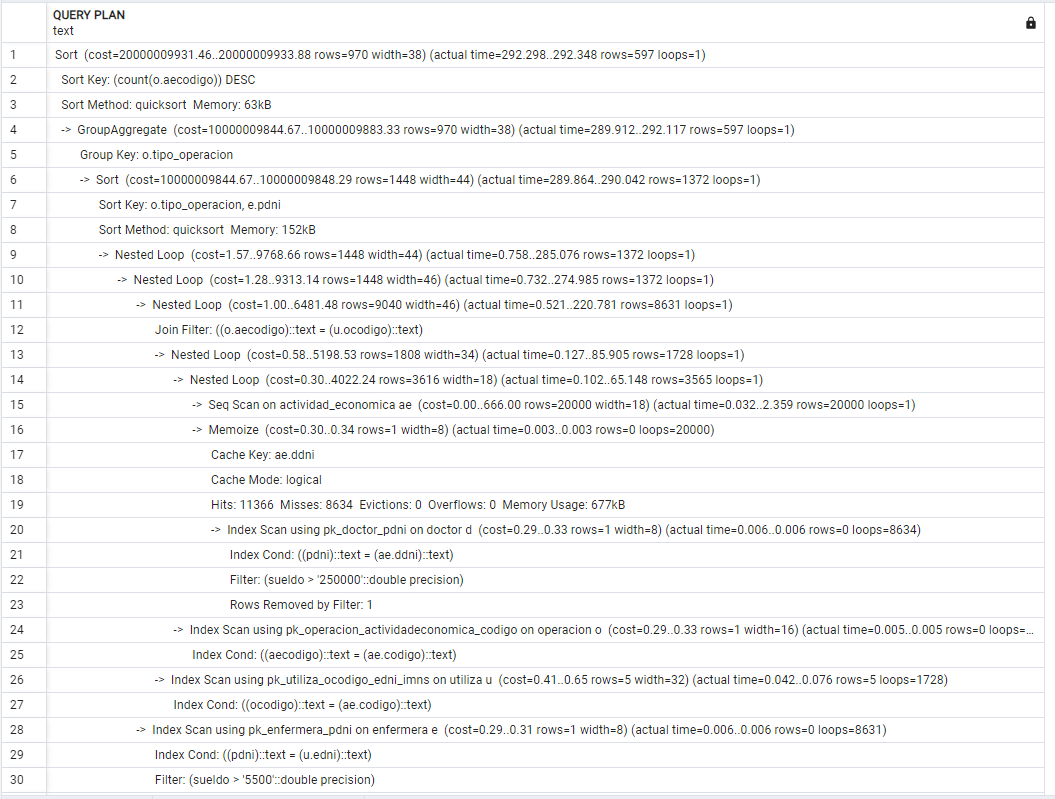 QUERY PLAN
text
1 Sort (cost=20000009931.46..20000009933.88 rows=970 width=38) (actual time=292.298..292.348 rows=597 loops=1)
2 Sort Key: (count(o.aecodigo)) DESC
3 Sort Method: quicksort Memory: 63kB
4 -> GroupAggregate (cost=10000009844.67..10000009883.33 rows=970 width=38) (actual time=289.912..292.117 rows=597 loops=1)
5 Group Key: o.tipo_operacion
6 -> Sort (cost=10000009844.67..10000009848.29 rows=1448 width=44) (actual time=289.864..290.042 rows=1372 loops=1)
7 Sort Key: o.tipo_operacion, e.pdni
8 Sort Method: quicksort Memory: 152kB
9 -> Nested Loop (cost=1.57..9768.66 rows=1448 width=44) (actual time=0.758..285.076 rows=1372 loops=1)
10 -> Nested Loop (cost=1.28..9313.14 rows=1448 width=46) (actual time=0.732..274.985 rows=1372 loops=1)
11 -> Nested Loop (cost=1.00..6481.48 rows=9040 width=46) (actual time=0.521..220.781 rows=8631 loops=1)
12 Join Filter: ((o.aecodigo)::text = (u.ocodigo)::text)
13 -> Nested Loop (cost=0.58..5198.53 rows=1808 width=34) (actual time=0.127..85.905 rows=1728 loops=1)
14 -> Nested Loop (cost=0.30..4022.24 rows=3616 width=18) (actual time=0.102..65.148 rows=3565 loops=1)
15 -> Seq Scan on actividad_economica ae (cost=0.00..666.00 rows=20000 width=18) (actual time=0.032..2.359 rows=20000 loops=1)
16 -> Memoize (cost=0.30..0.34 rows=1 width=8) (actual time=0.003..0.003 rows=0 loops=20000)
17 Cache Key: ae.ddni
18 Cache Mode: logical
19 Hits: 11366 Misses: 8634 Evictions: 0 Overflows: 0 Memory Usage: 677kB
20 -> Index Scan using pk_doctor_pdni on doctor d (cost=0.29..0.33 rows=1 width=8) (actual time=0.006..0.006 rows=0 loops=8634)
21 Index Cond: ((pdni)::text = (ae.ddni)::text)
22 Filter: (sueldo > '250000'::double precision)
23 Rows Removed by Filter: 1
24 -> Index Scan using pk_operacion_actividadeconomica_codigo on operacion o (cost=0.29..0.33 rows=1 width=16) (actual time=0.005..0.005 rows=0 loops=...
25 Index Cond: ((aecodigo)::text = (ae.codigo)::text)
26 -> Index Scan using pk_utiliza_ocodigo_edni_imns on utiliza u (cost=0.41..0.65 rows=5 width=32) (actual time=0.042..0.076 rows=5 loops=1728)
27 Index Cond: ((ocodigo)::text = (ae.codigo)::text)
28 -> Index Scan using pk_enfermera_pdni on enfermera e (cost=0.29..0.31 rows=1 width=8) (actual time=0.006..0.006 rows=0 loops=8631)
29 Index Cond: ((pdni)::text = (u.edni)::text)
30 Filter: (sueldo > '5500'::double precision)